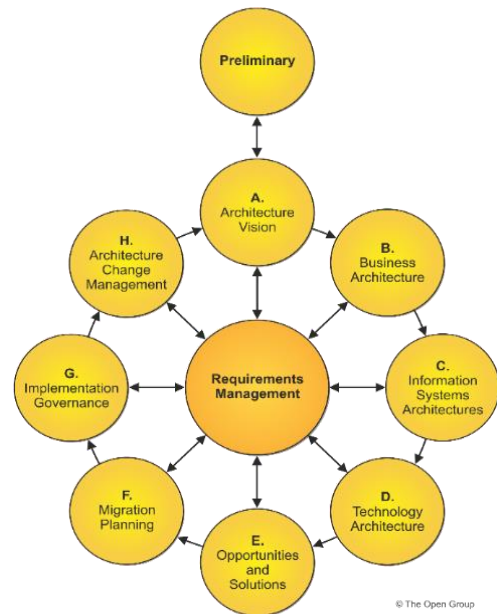 Preliminary
A.
Architecture
Vision
B.
Business
Architecture
C.
Information
Systems
Architectures
D.
Technology
Architecture
E.
Opportunities
and
Solutions
F.
Migration
Planning
G.
Implementation
Governance
H.
Architecture
Change
Management
Requirements
Management
© The Open Group